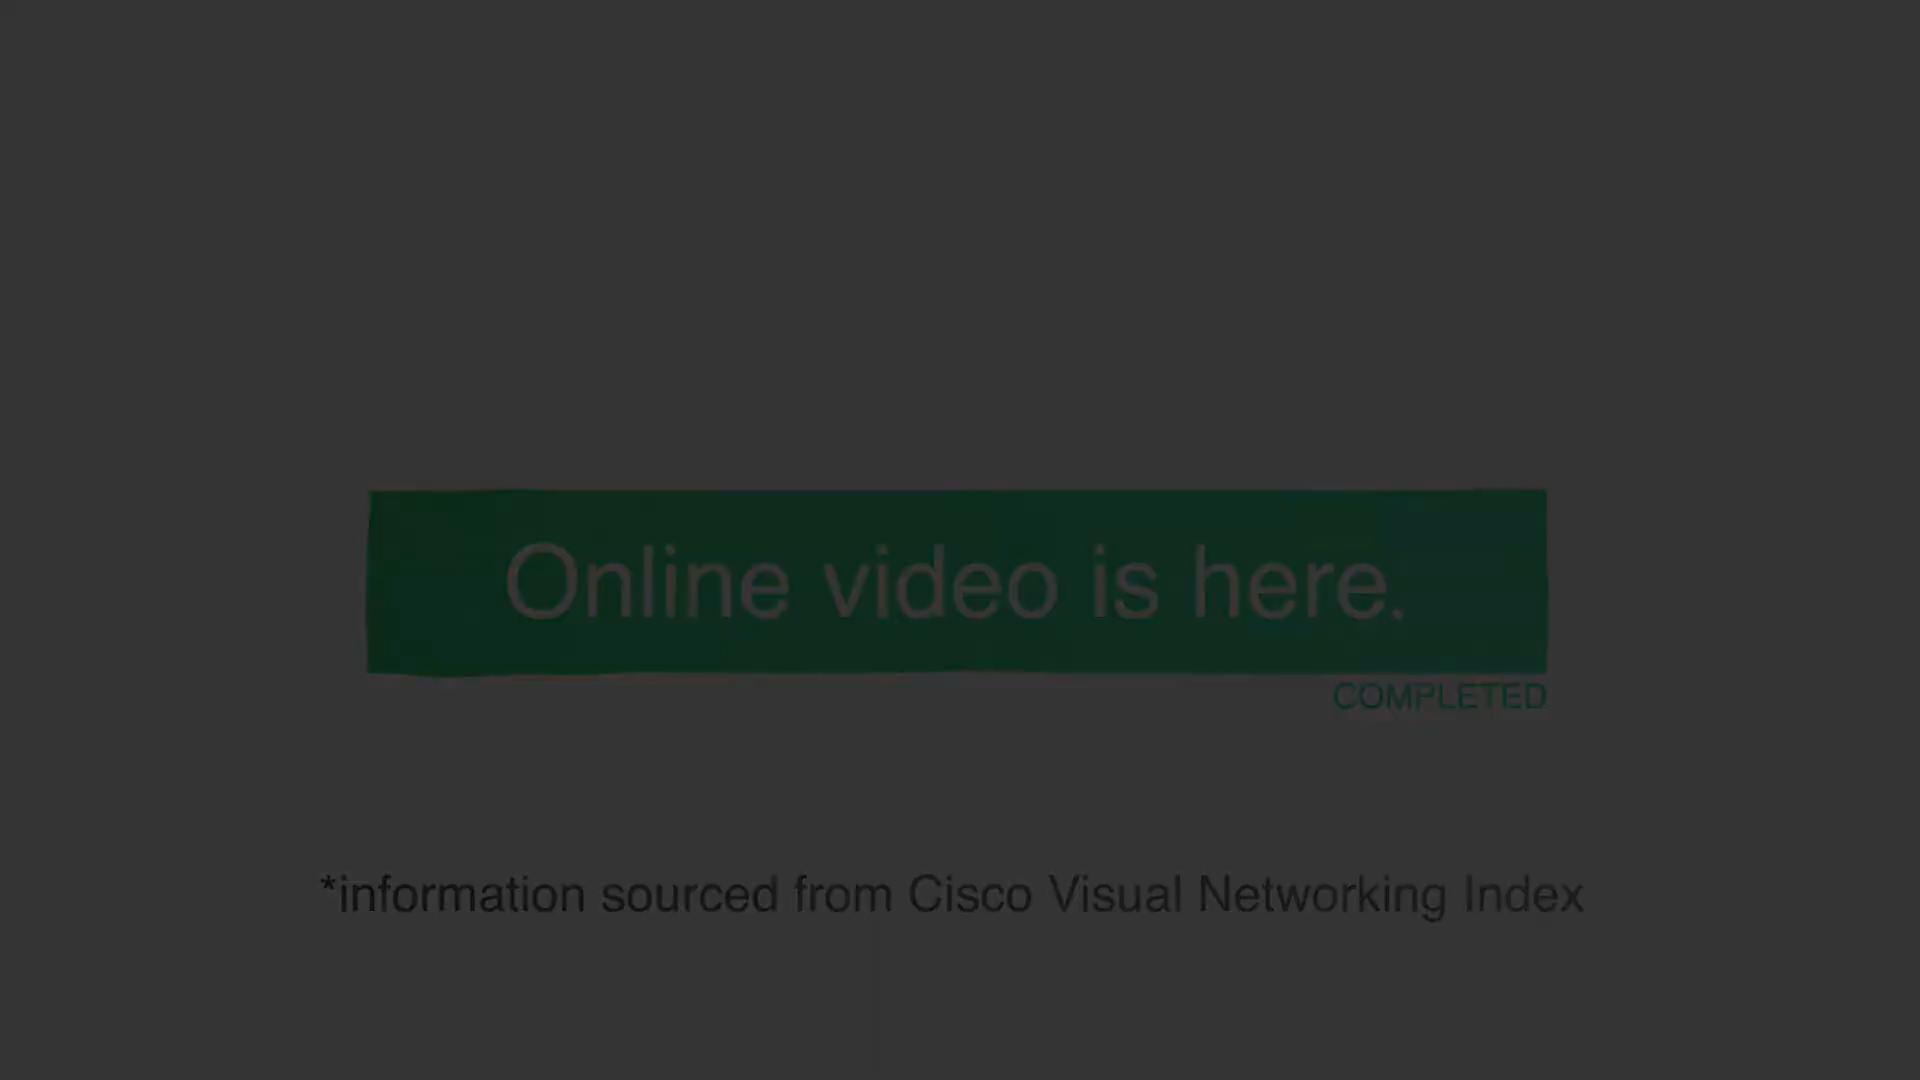 Online video is here.
COMPLETED
*information sourced from Cisco Visual Networking Index